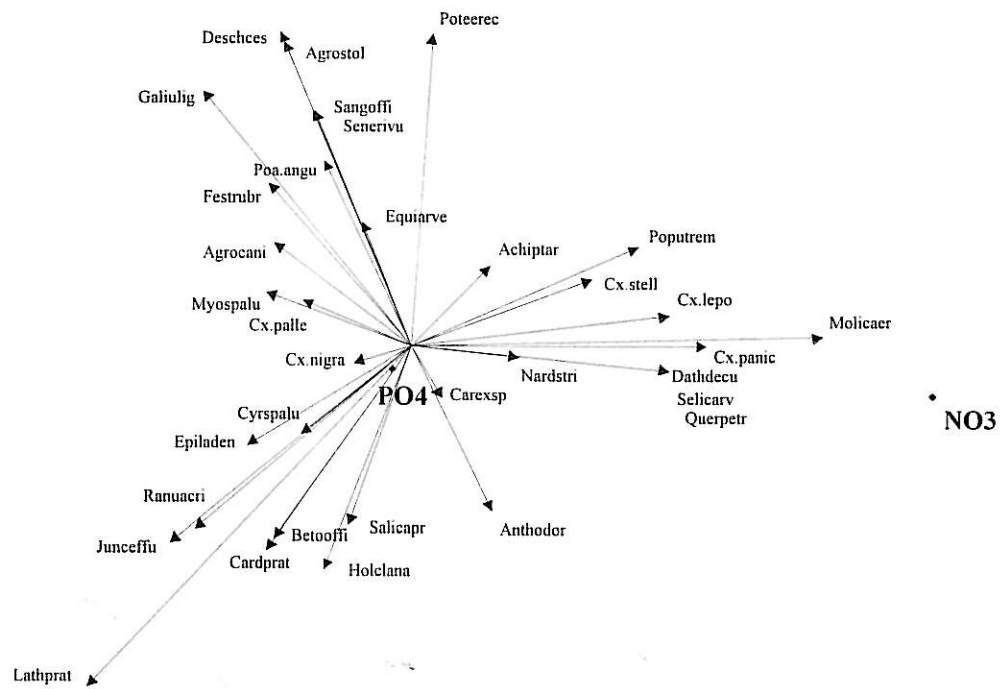 Poteerec
Deschces
Agrostol
Galiulig
Sangoffi
Senerivu
Poa.angu
Festrubr
Equiarve
Agrocani
Achiptar
Poputrem
Cx.stell
Myospalu
Cx.palle
Cx.lepo
Molicaer
Cx.panic
Cx.nigra
Nardstri
Dathdecu
PO4
Carexsp
Selicarv
Querpetr
NO3
Cyrspalu
Epiladen
Ranuacri
Junceffu
Betooffi
Salicapr
Anthodor
Cardprat
Holclana
Lathprat